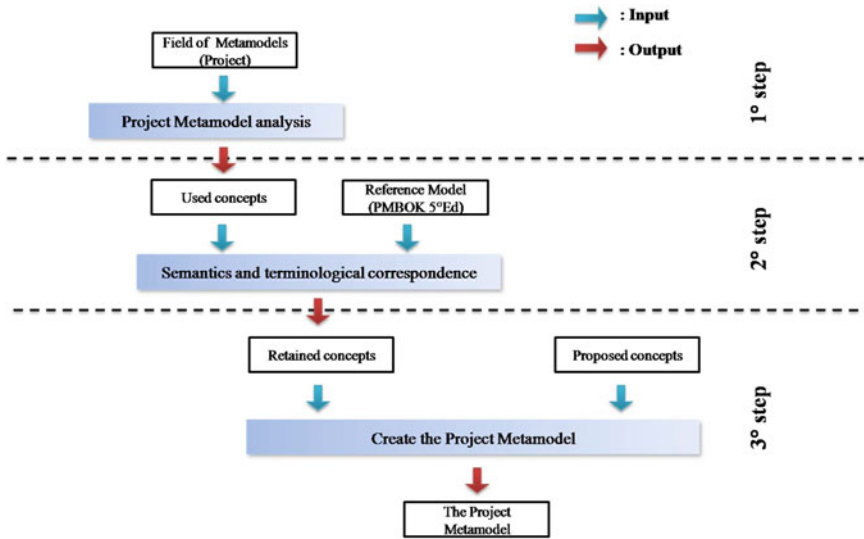 : Input
: Output
Field of Metamodels
(Project)
Project Metamodel analysis
1° step
Used concepts
Reference Model
(PMBOK 5°Ed)
Semantics and terminological correspondence
2° step
Retained concepts
Proposed concepts
Create the Project Metamodel
3° step
The Project
Metamodel